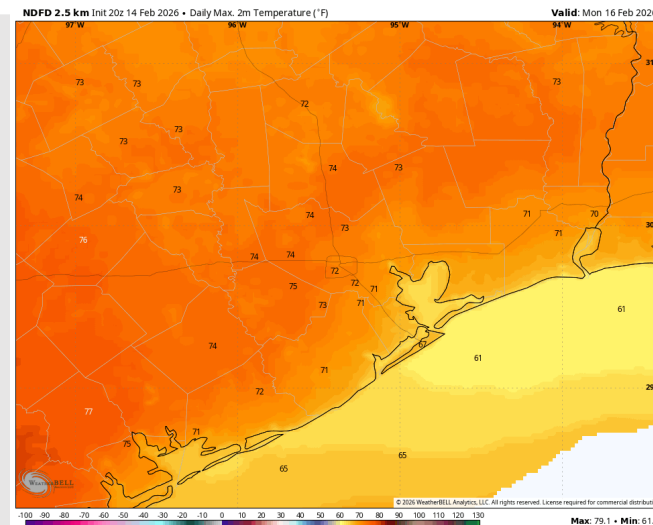 NDFD 2.5 km Init 20z 14 Feb 2026 • Daily Max. 2m Temperature (°F) Valid: Mon 16 Feb 2026
97°W 96°W 95°W 94°W
31
73 73 73
72
73 73
74 73
73
74
74 71 70
73 71
76
30
74 74
72
75 72 71
73 71
61
74 67
61
71
29
72
77
71
75
65
65
WEATHERBELL
© 2026 WeatherBELL Analytics, LLC. All rights reserved. License required for commercial distributi
-100 -90 -80 -70 -60 -50 -40 -30 -20 -10 0 10 20 30 40 50 60 70 80 90 100 110 120 130
Max: 79.1 • Min: 61.